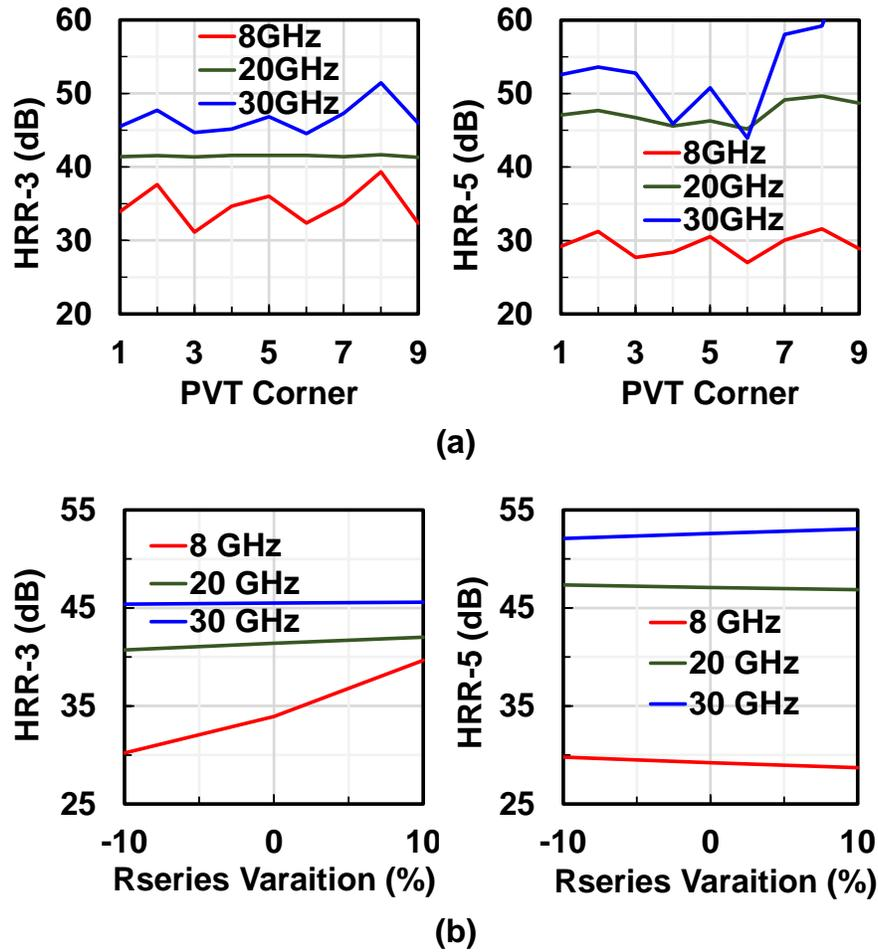 60
50
40
30
20
HRR-3 (dB)
8GHz
20GHz
30GHz
1 3 5 7 9
PVT Corner
60
50
40
30
20
HRR-5 (dB)
8GHz
20GHz
30GHz
1 3 5 7 9
PVT Corner
(a)
55
45
35
25
HRR-3 (dB)
8 GHz
20 GHz
30 GHz
-10 0 10
Rseries Varaition (%)
55
45
35
25
HRR-5 (dB)
8 GHz
20 GHz
30 GHz
-10 0 10
Rseries Varaition (%)
(b)